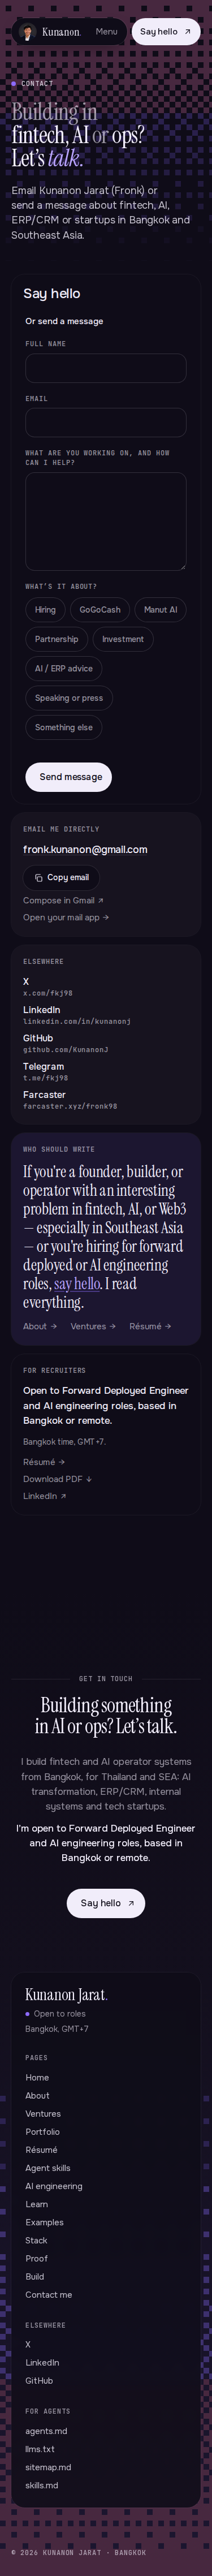 Kunanon.
Menu
Say hello ↗
CONTACT
Building in
fintech, AI or ops?
Let's talk.
Email Kunanon Jarat (Fronk) or
send a message about fintech, AI,
ERP/CRM or startups in Bangkok and
Southeast Asia.
Say hello
Or send a message
FULL NAME
EMAIL
WHAT ARE YOU WORKING ON, AND HOW
CAN I HELP?
WHAT'S IT ABOUT?
Hiring
GoGoCash
Manut AI
Partnership
Investment
AI / ERP advice
Speaking or press
Something else
Send message
EMAIL ME DIRECTLY
fronk.kunanon@gmail.com
Copy email
Compose in Gmail ↗
Open your mail app →
ELSEWHERE
X
x.com/fkj98
LinkedIn
linkedin.com/in/kunanonj
GitHub
github.com/KunanonJ
Telegram
t.me/fkj98
Farcaster
farcaster.xyz/fronk98
WHO SHOULD WRITE
If you're a founder, builder, or
operator with an interesting
problem in fintech, AI, or Web3
— especially in Southeast Asia
— or you're hiring for forward
deployed or AI engineering
roles, say hello. I read
everything.
About →
Ventures →
Résumé →
FOR RECRUITERS
Open to Forward Deployed Engineer
and AI engineering roles, based in
Bangkok or remote.
Bangkok time, GMT+7.
Résumé →
Download PDF ↓
LinkedIn ↗
GET IN TOUCH
Building something
in AI or ops? Let's talk.
I build fintech and AI operator systems
from Bangkok, for Thailand and SEA: AI
transformation, ERP/CRM, internal
systems and tech startups.
I'm open to Forward Deployed Engineer
and AI engineering roles, based in
Bangkok or remote.
Say hello ↗
Kunanon Jarat.
Open to roles
Bangkok, GMT+7
PAGES
Home
About
Ventures
Portfolio
Résumé
Agent skills
AI engineering
Learn
Examples
Stack
Proof
Build
Contact me
ELSEWHERE
X
LinkedIn
GitHub
FOR AGENTS
agents.md
llms.txt
sitemap.md
skills.md
© 2026 KUNANON JARAT · BANGKOK